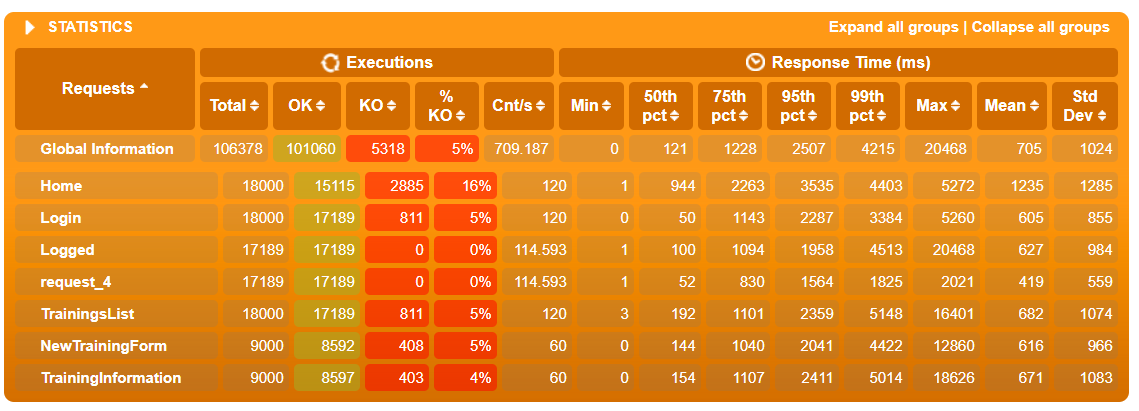 STATISTICS Expand all groups | Collapse all groups
Requests Executions Response Time (ms)
Total OK KO % KO Cnt/s Min 50th pct 75th pct 95th pct 99th pct Max Mean Std Dev
Global Information 106378 101060 5318 5% 709.187 0 121 1228 2507 4215 20468 705 1024
Home 18000 15115 2885 16% 120 1 944 2263 3535 4403 5272 1235 1285
Login 18000 17189 811 5% 120 0 50 1143 2287 3384 5260 605 855
Logged 17189 17189 0 0% 114.593 1 100 1094 1958 4513 20468 627 984
request_4 17189 17189 0 0% 114.593 1 52 830 1564 1825 2021 419 559
TrainingsList 18000 17189 811 5% 120 3 192 1101 2359 5148 16401 682 1074
NewTrainingForm 9000 8592 408 5% 60 0 144 1040 2041 4422 12860 616 966
TrainingInformation 9000 8597 403 4% 60 0 154 1107 2411 5014 18626 671 1083